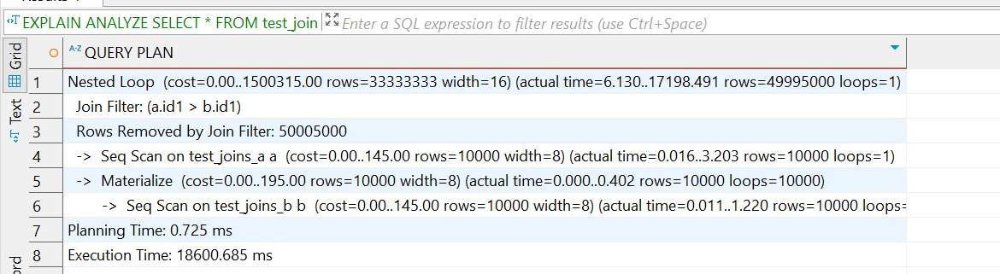 EXPLAIN ANALYZE SELECT * FROM test_join Enter a SQL expression to filter results (use Ctrl+Space)
Grid
Text
A-Z QUERY PLAN
1 Nested Loop (cost=0.00..1500315.00 rows=33333333 width=16) (actual time=6.130..17198.491 rows=49995000 loops=1)
2 Join Filter: (a.id1 > b.id1)
3 Rows Removed by Join Filter: 50005000
4 -> Seq Scan on test_joins_a a (cost=0.00..145.00 rows=10000 width=8) (actual time=0.016..3.203 rows=10000 loops=1)
5 -> Materialize (cost=0.00..195.00 rows=10000 width=8) (actual time=0.000..0.402 rows=10000 loops=10000)
6 -> Seq Scan on test_joins_b b (cost=0.00..145.00 rows=10000 width=8) (actual time=0.011..1.220 rows=10000 loops=
7 Planning Time: 0.725 ms
8 Execution Time: 18600.685 ms